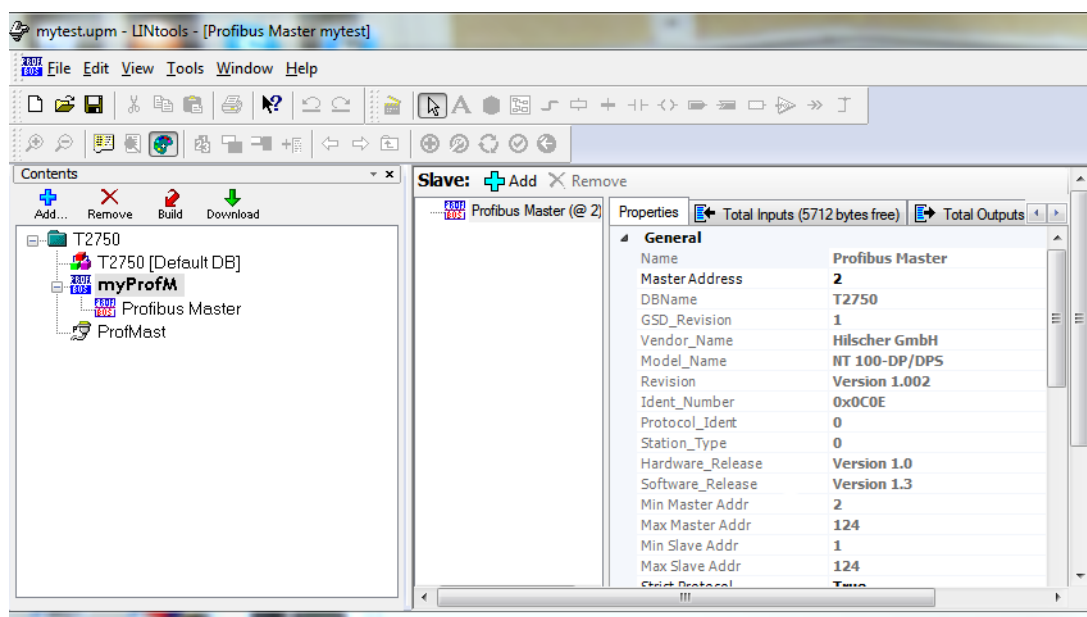 mytest.upm - LINtools - [Profibus Master mytest]
File Edit View Tools Window Help
Contents
Add... Remove Build Download
T2750
T2750 [Default DB]
myProfM
Profibus Master
ProfMast
Slave: Add Remove
Profibus Master (@ 2)
Properties Total Inputs (5712 bytes free) Total Outputs
General
Name Profibus Master
Master Address 2
DBName T2750
GSD_Revision 1
Vendor_Name Hilscher GmbH
Model_Name NT 100-DP/DPS
Revision Version 1.002
Ident_Number 0x0C0E
Protocol_Ident 0
Station_Type 0
Hardware_Release Version 1.0
Software_Release Version 1.3
Min Master Addr 2
Max Master Addr 124
Min Slave Addr 1
Max Slave Addr 124
Strict Protocol True